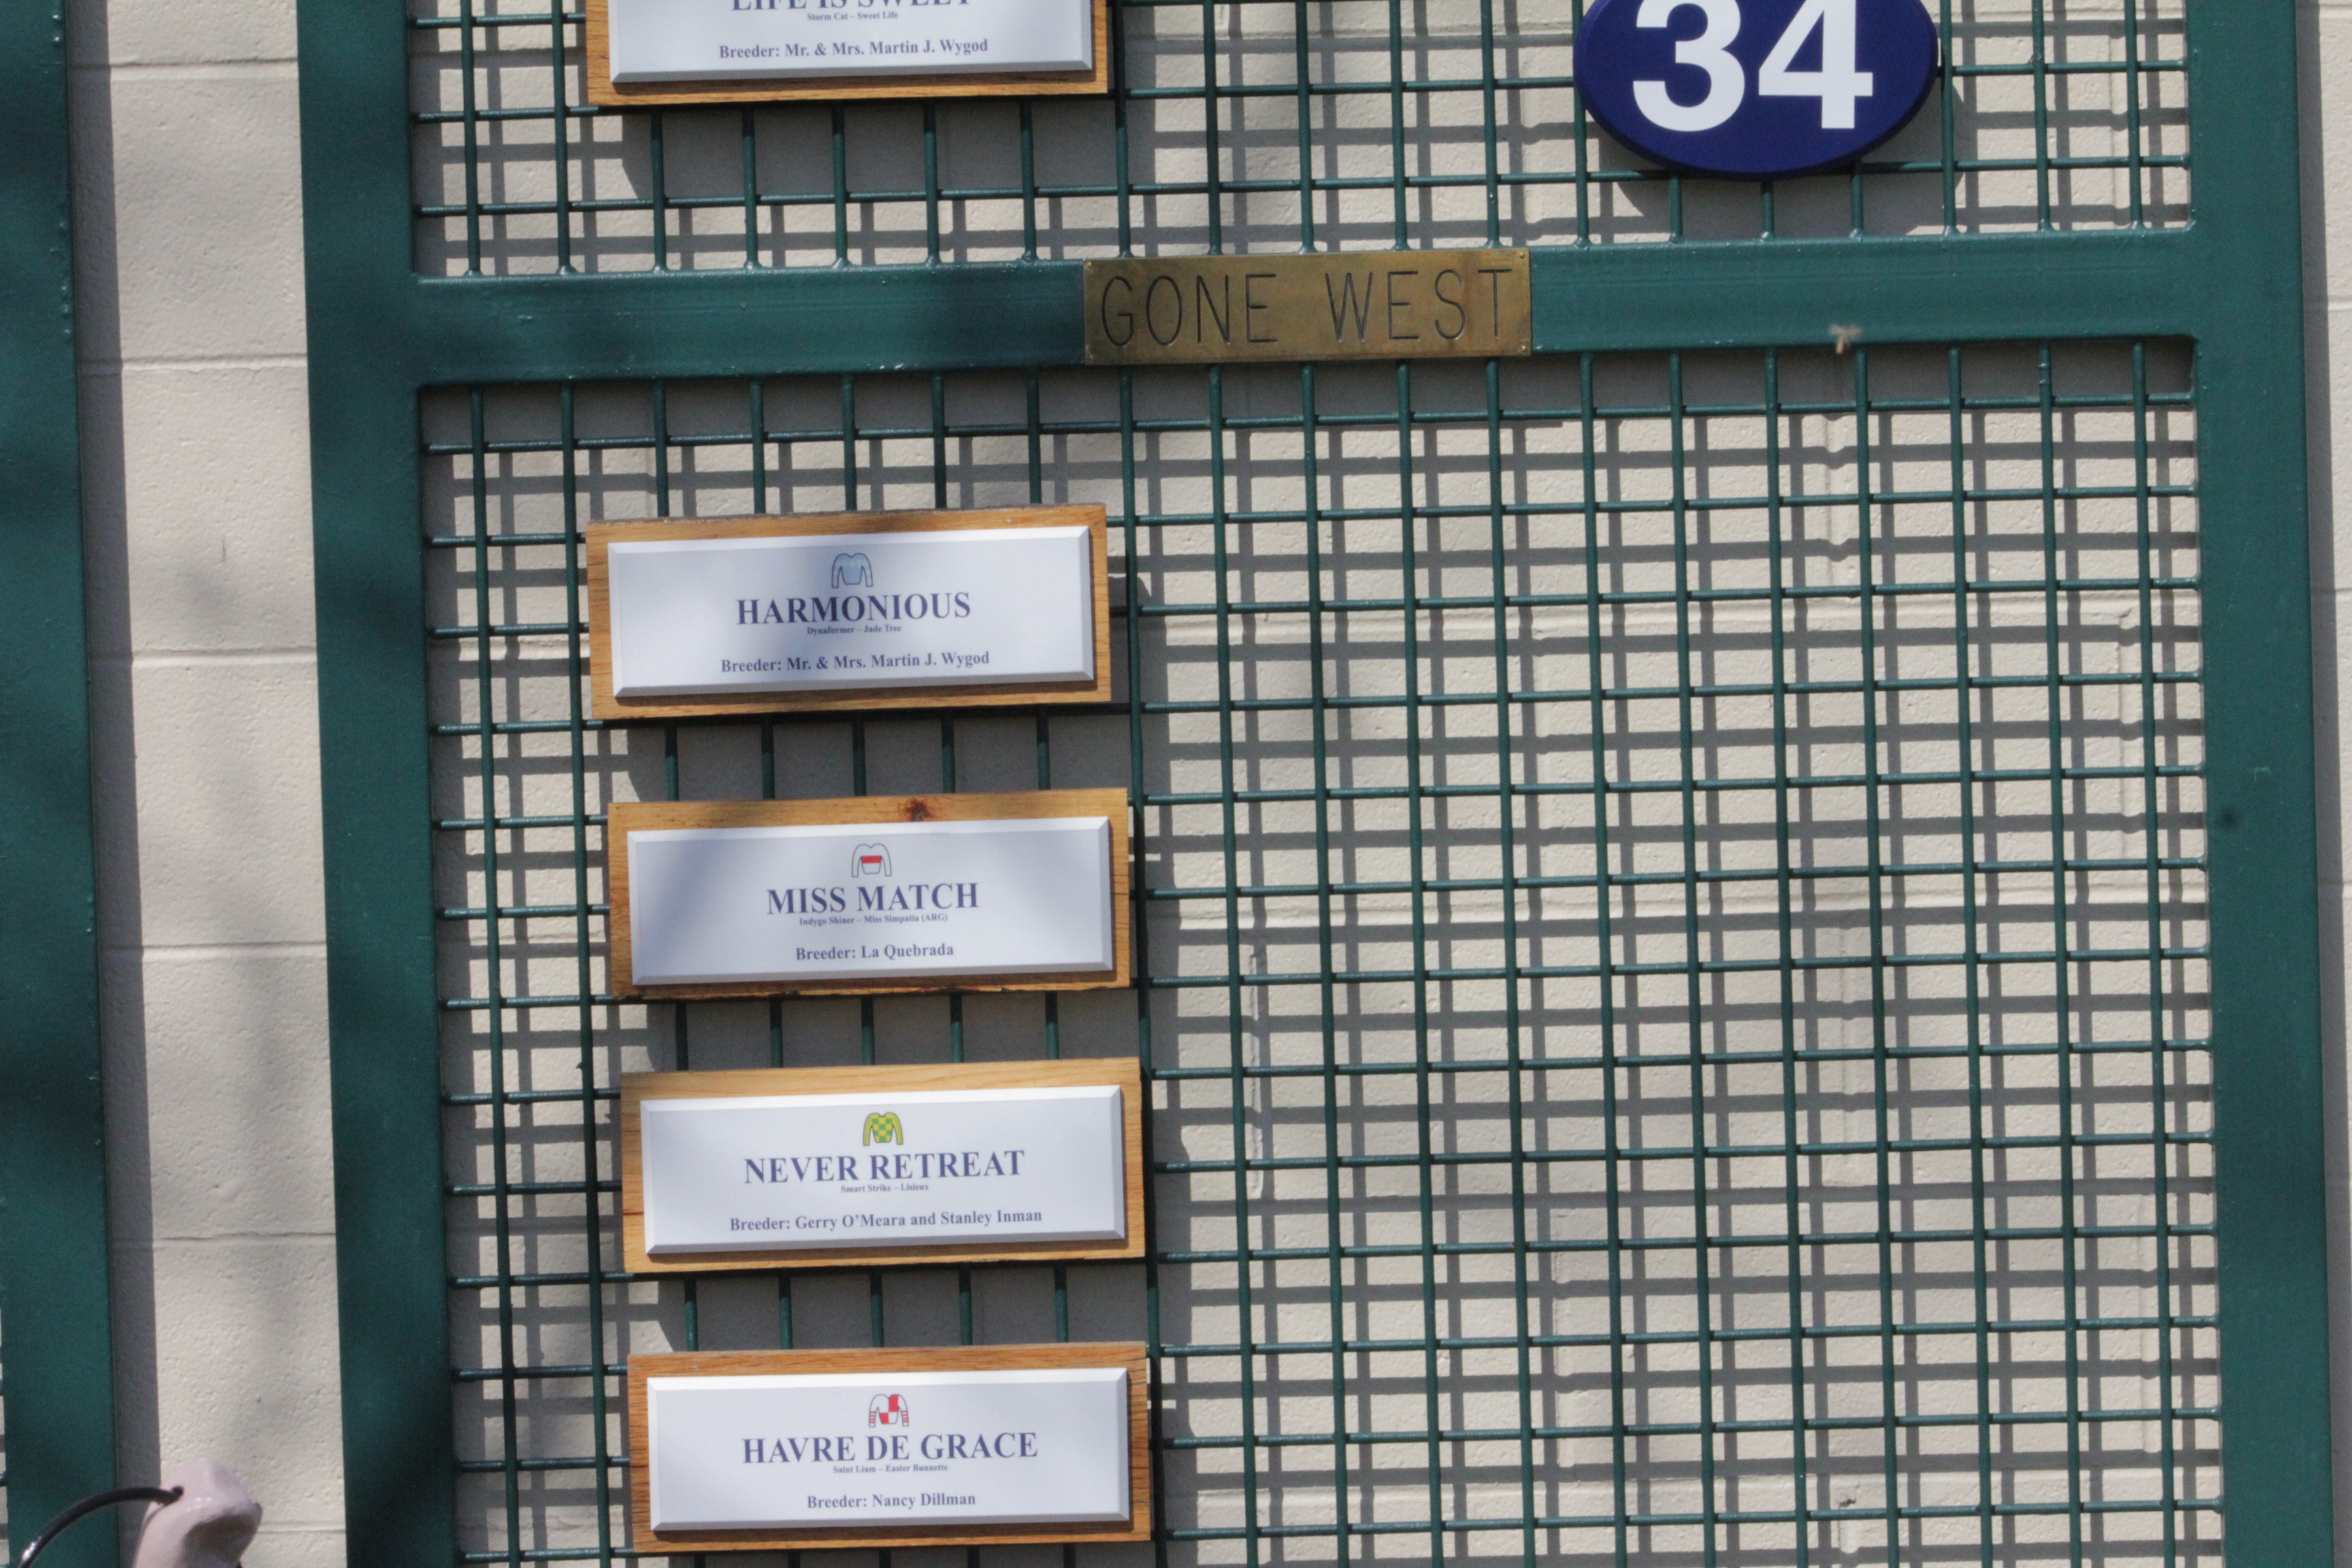 LIFE IS SWEET
Storm Cat – Sweet Life
Breeder: Mr. & Mrs. Martin J. Wygod
34
GONE WEST
HARMONIOUS
Dynaformer – Jade Tree
Breeder: Mr. & Mrs. Martin J. Wygod
MISS MATCH
Indygo Shiner – Miss Simpatia (ARG)
Breeder: La Quebrada
NEVER RETREAT
Smart Strike – Lisieux
Breeder: Gerry O'Meara and Stanley Inman
HAVRE DE GRACE
Saint Liam – Easter Bunnette
Breeder: Nancy Dillman